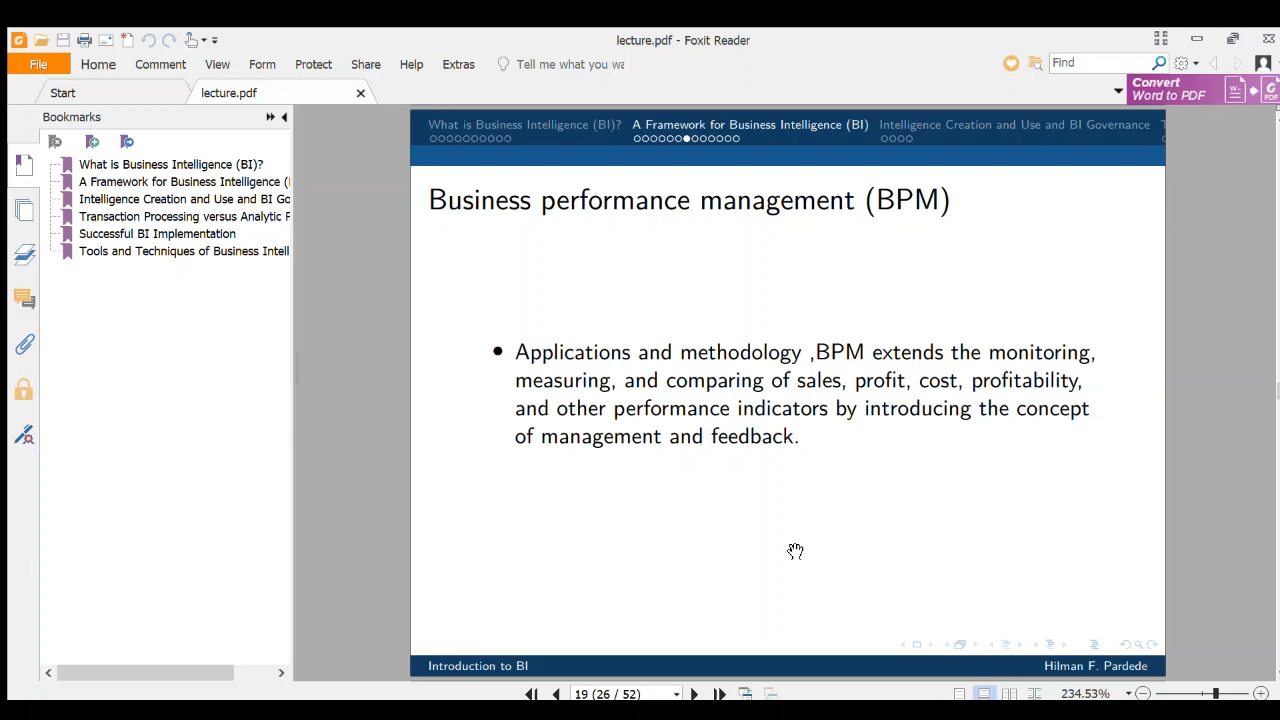 lecture.pdf - Foxit Reader
File Home Comment View Form Protect Share Help Extras Tell me what you wa
Find
Start
lecture.pdf
Convert
Word to PDF
Bookmarks
What is Business Intelligence (BI)?
A Framework for Business Intelligence (
Intelligence Creation and Use and BI Go
Transaction Processing versus Analytic P
Successful BI Implementation
Tools and Techniques of Business Intell
What is Business Intelligence (BI)? A Framework for Business Intelligence (BI) Intelligence Creation and Use and BI Governance
Business performance management (BPM)
• Applications and methodology ,BPM extends the monitoring,
measuring, and comparing of sales, profit, cost, profitability,
and other performance indicators by introducing the concept
of management and feedback.
Introduction to BI
Hilman F. Pardede
19 (26 / 52)
234.53%